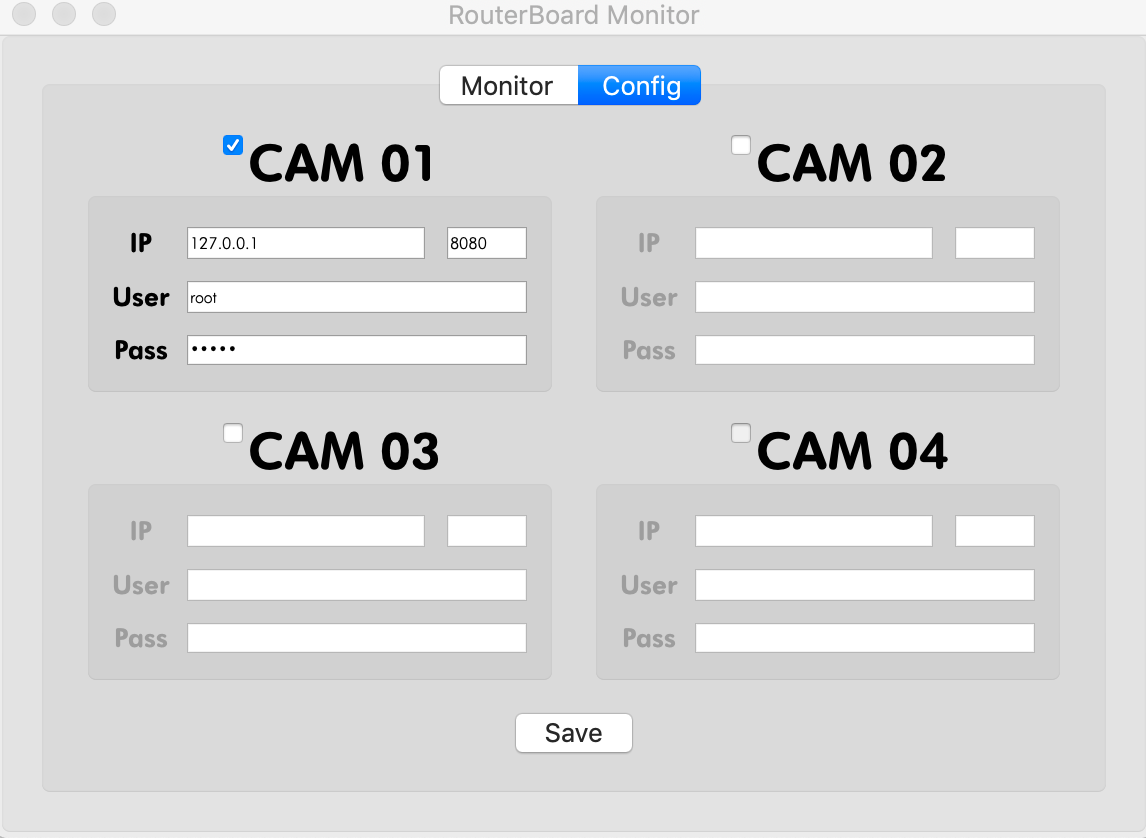 RouterBoard Monitor
Monitor Config
CAM 01
IP 127.0.0.1 8080
User root
Pass •••••
CAM 02
IP
User
Pass
CAM 03
IP
User
Pass
CAM 04
IP
User
Pass
Save